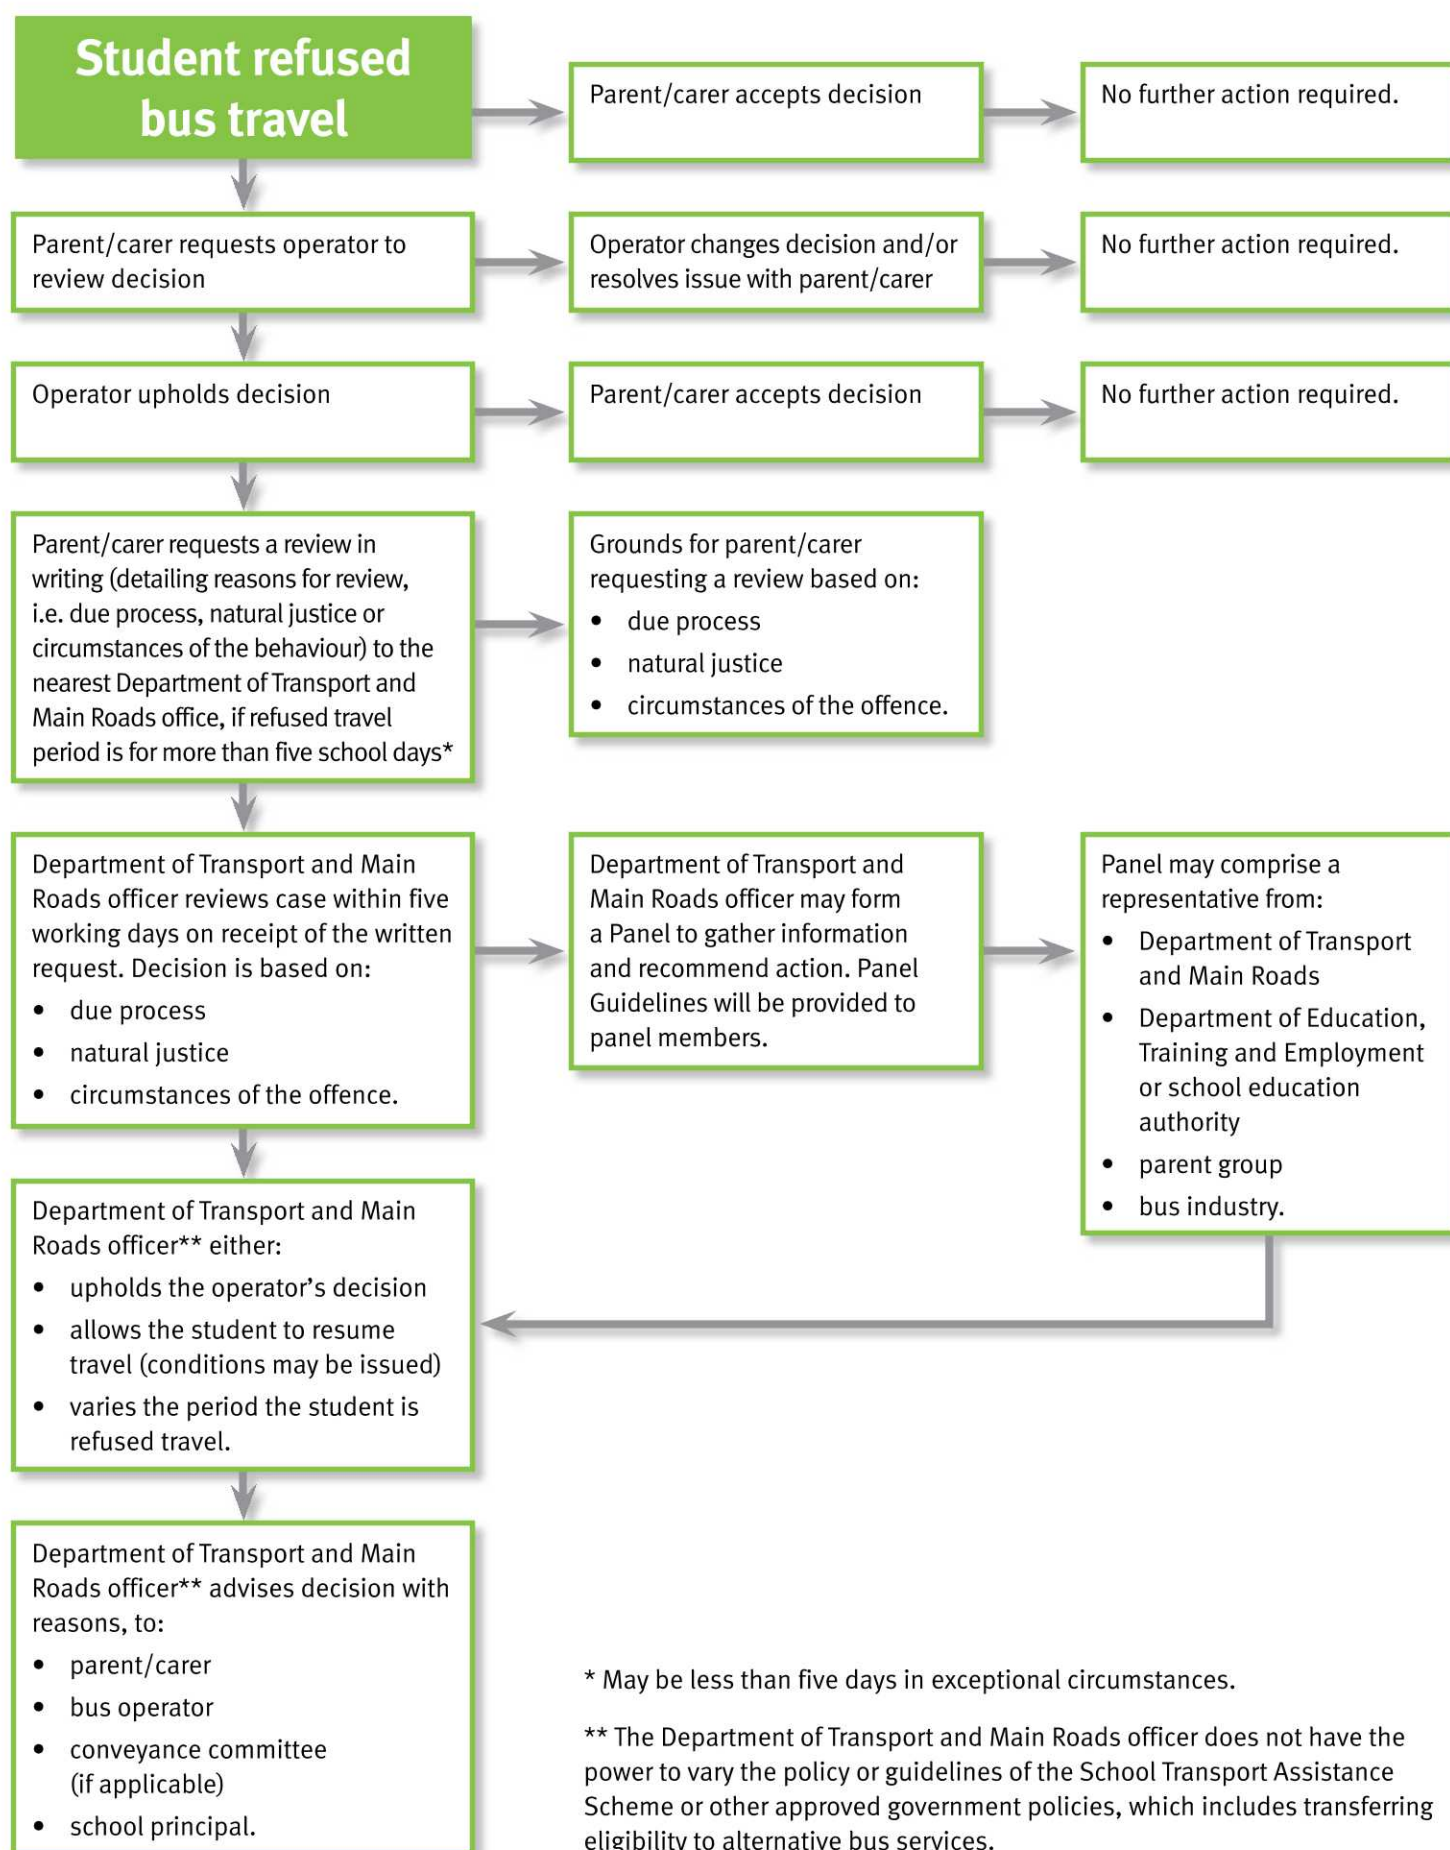 Student refused
bus travel
Parent/carer accepts decision
No further action required.
Parent/carer requests operator to
review decision
Operator changes decision and/or
resolves issue with parent/carer
No further action required.
Operator upholds decision
Parent/carer accepts decision
No further action required.
Parent/carer requests a review in
writing (detailing reasons for review,
i.e. due process, natural justice or
circumstances of the behaviour) to the
nearest Department of Transport and
Main Roads office, if refused travel
period is for more than five school days*
Grounds for parent/carer
requesting a review based on:
• due process
• natural justice
• circumstances of the offence.
Department of Transport and Main
Roads officer reviews case within five
working days on receipt of the written
request. Decision is based on:
• due process
• natural justice
• circumstances of the offence.
Department of Transport and
Main Roads officer may form
a Panel to gather information
and recommend action. Panel
Guidelines will be provided to
panel members.
Panel may comprise a
representative from:
• Department of Transport
and Main Roads
• Department of Education,
Training and Employment
or school education
authority
• parent group
• bus industry.
Department of Transport and Main
Roads officer** either:
• upholds the operator's decision
• allows the student to resume
travel (conditions may be issued)
• varies the period the student is
refused travel.
Department of Transport and Main
Roads officer** advises decision with
reasons, to:
• parent/carer
• bus operator
• conveyance committee
(if applicable)
• school principal.
* May be less than five days in exceptional circumstances.
** The Department of Transport and Main Roads officer does not have the
power to vary the policy or guidelines of the School Transport Assistance
Scheme or other approved government policies, which includes transferring
eligibility to alternative bus services.